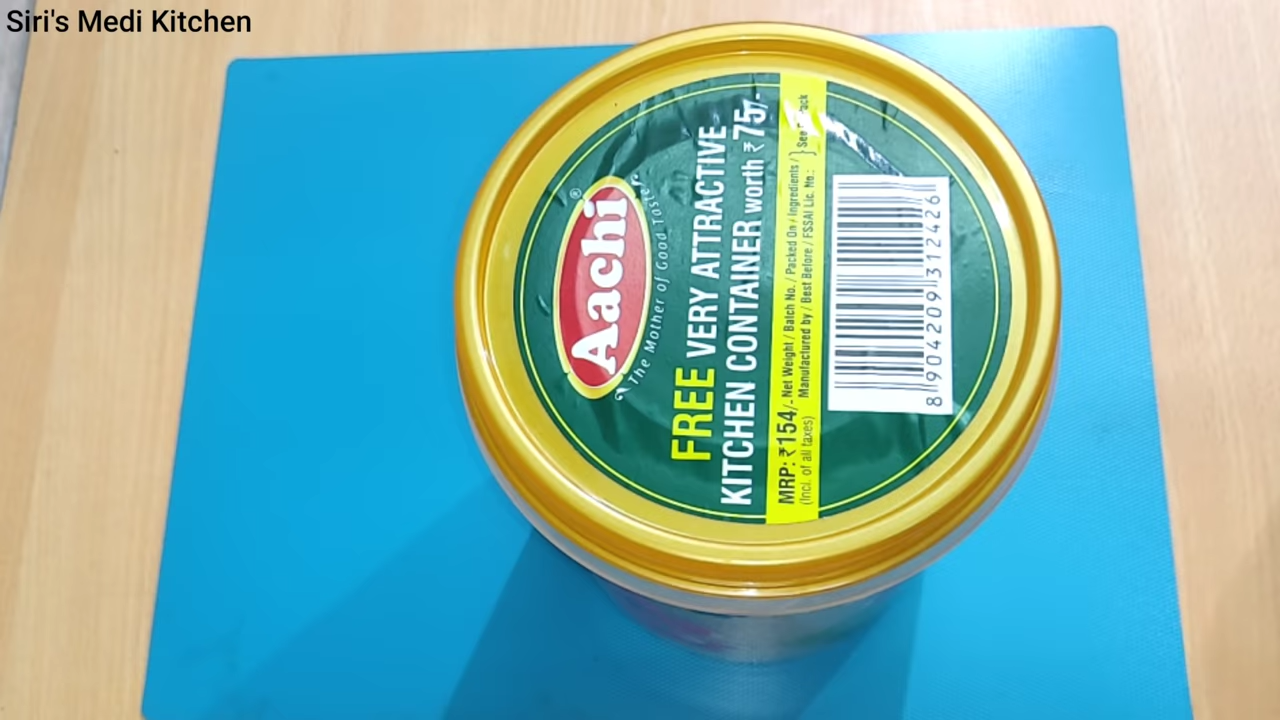 Siri's Medi Kitchen
Aachi®
"The Mother of Good Taste"
FREE VERY ATTRACTIVE
KITCHEN CONTAINER worth ₹ 75/-
MRP: ₹154/- Net Weight / Batch No. / Packed On / Ingredients /
(Incl. of all taxes) Manufactured by / Best Before / FSSAI Lic. No.: } See
8 904209 312426